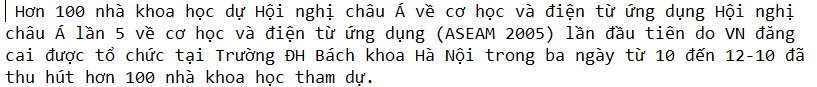 Hơn 100 nhà khoa học dự Hội nghị châu Á về cơ học và điện từ ứng dụng Hội nghị
châu Á lần 5 về cơ học và điện từ ứng dụng (ASEAM 2005) lần đầu tiên do VN đăng
cai được tổ chức tại Trường ĐH Bách khoa Hà Nội trong ba ngày từ 10 đến 12-10 đã
thu hút hơn 100 nhà khoa học tham dự.